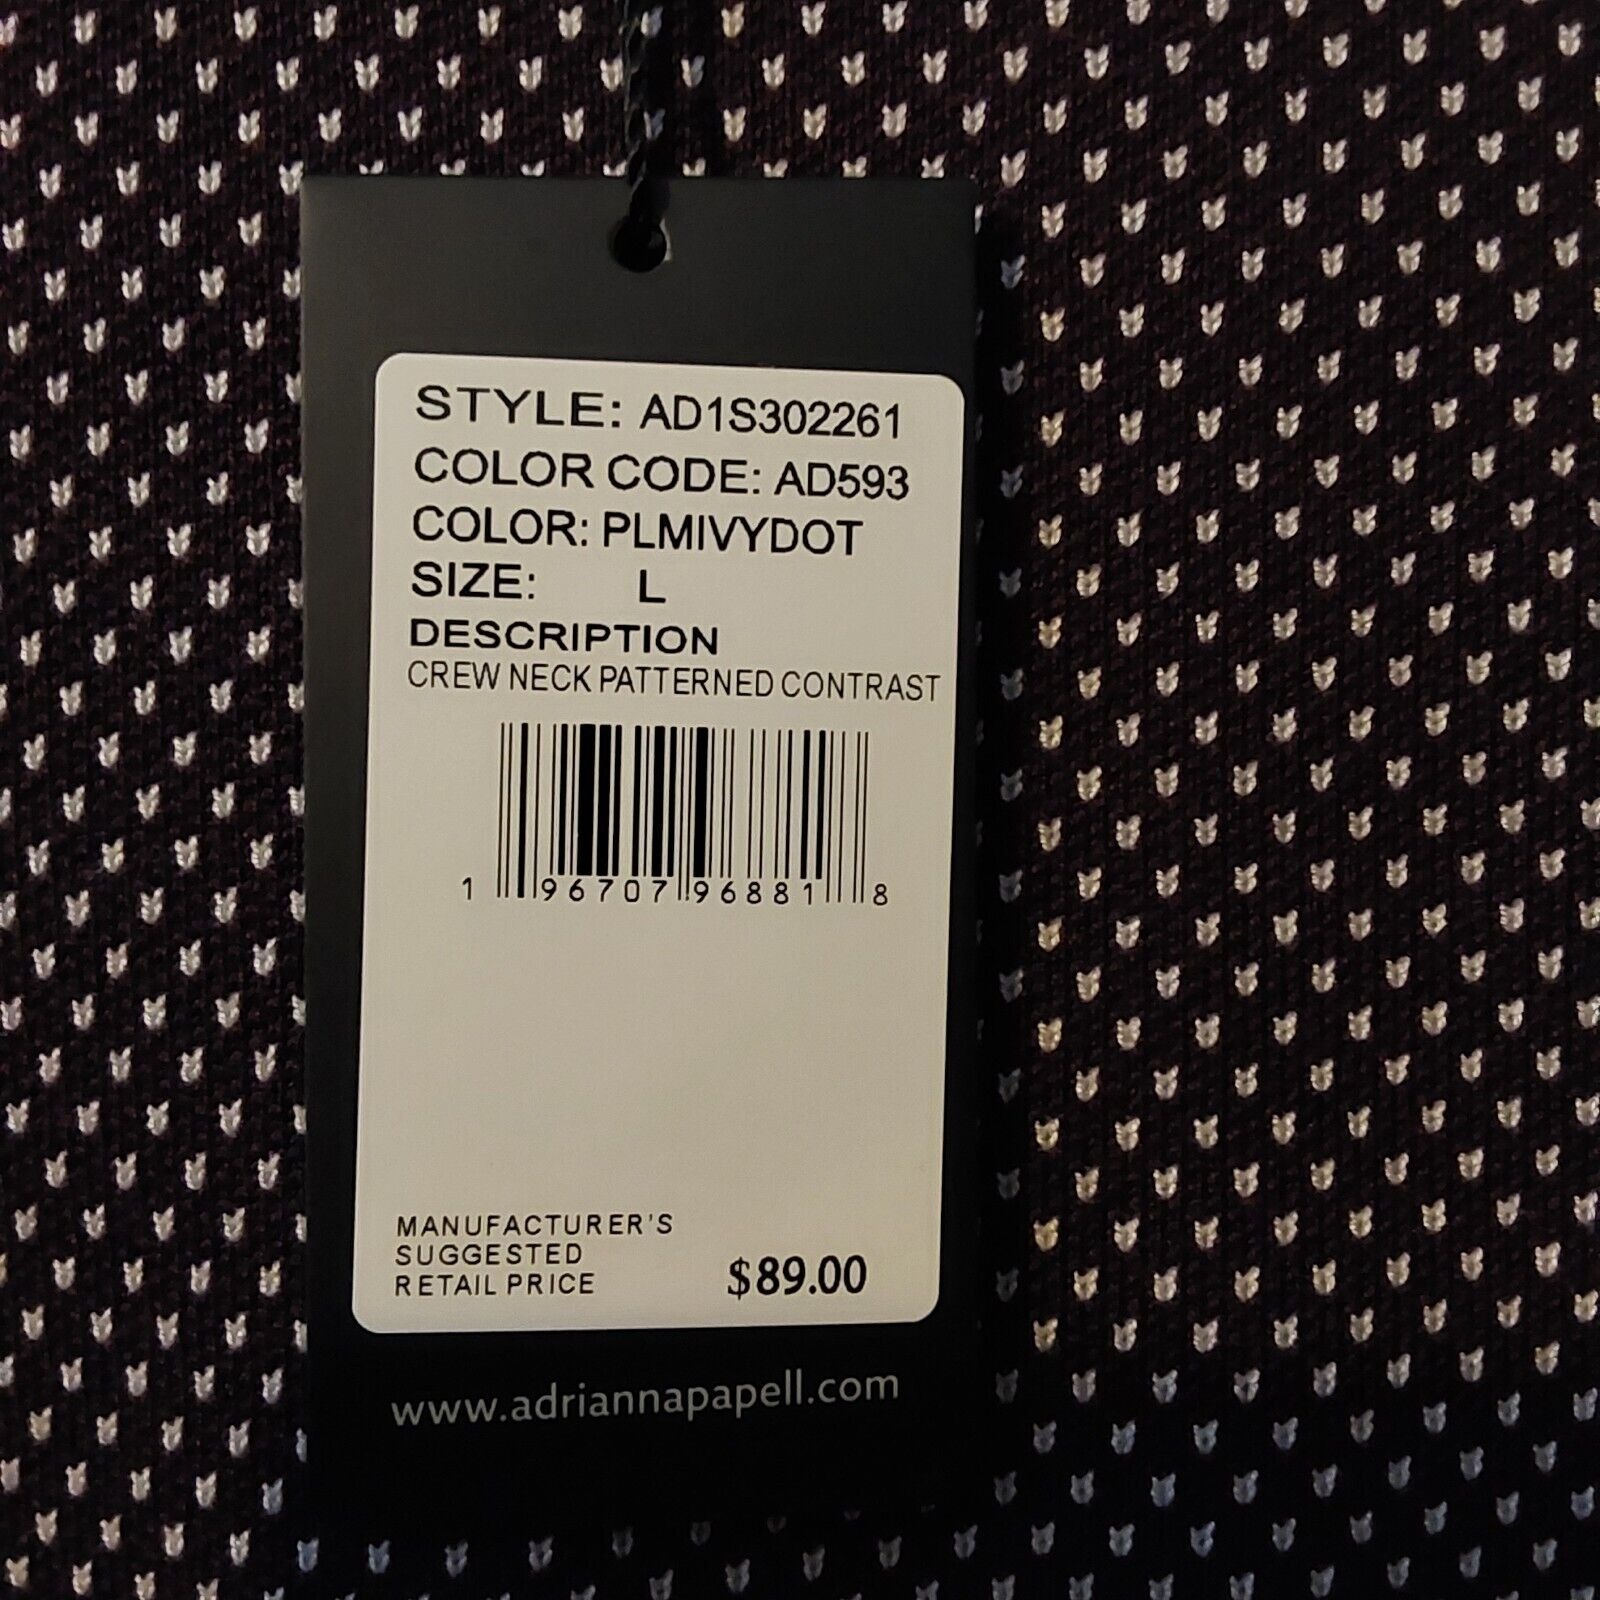 STYLE: AD1S302261
COLOR CODE: AD593
COLOR: PLMIVYDOT
SIZE: L
DESCRIPTION
CREW NECK PATTERNED CONTRAST
1 96707 96881 8
MANUFACTURER'S
SUGGESTED
RETAIL PRICE $89.00
www.adriannapapell.com